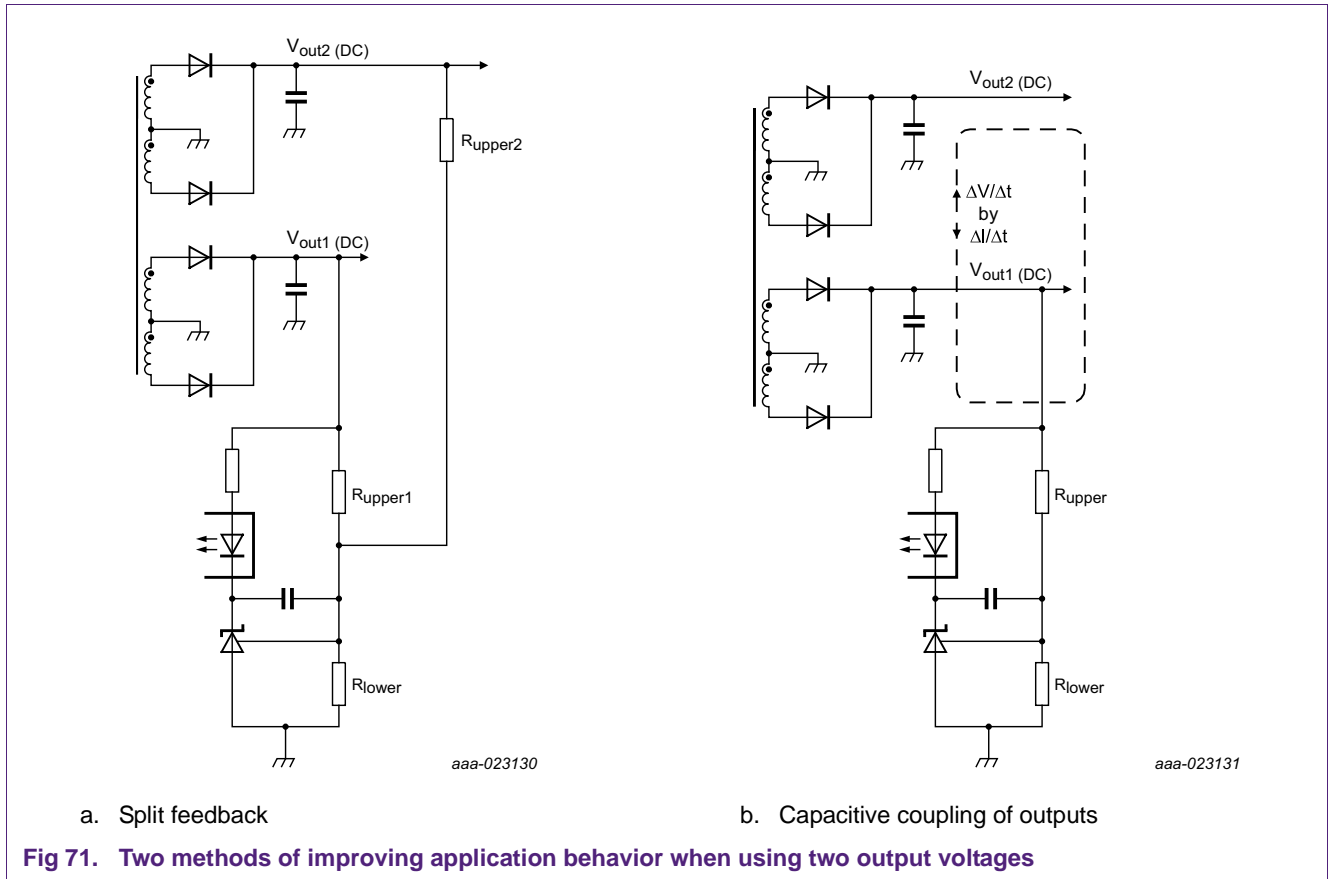 Vout2 (DC)
Rupper2
Vout1 (DC)
Rupper1
Rlower
aaa-023130
Vout2 (DC)
ΔV/Δt
by
ΔI/Δt
Vout1 (DC)
Rupper
Rlower
aaa-023131
a. Split feedback
b. Capacitive coupling of outputs
Fig 71. Two methods of improving application behavior when using two output voltages